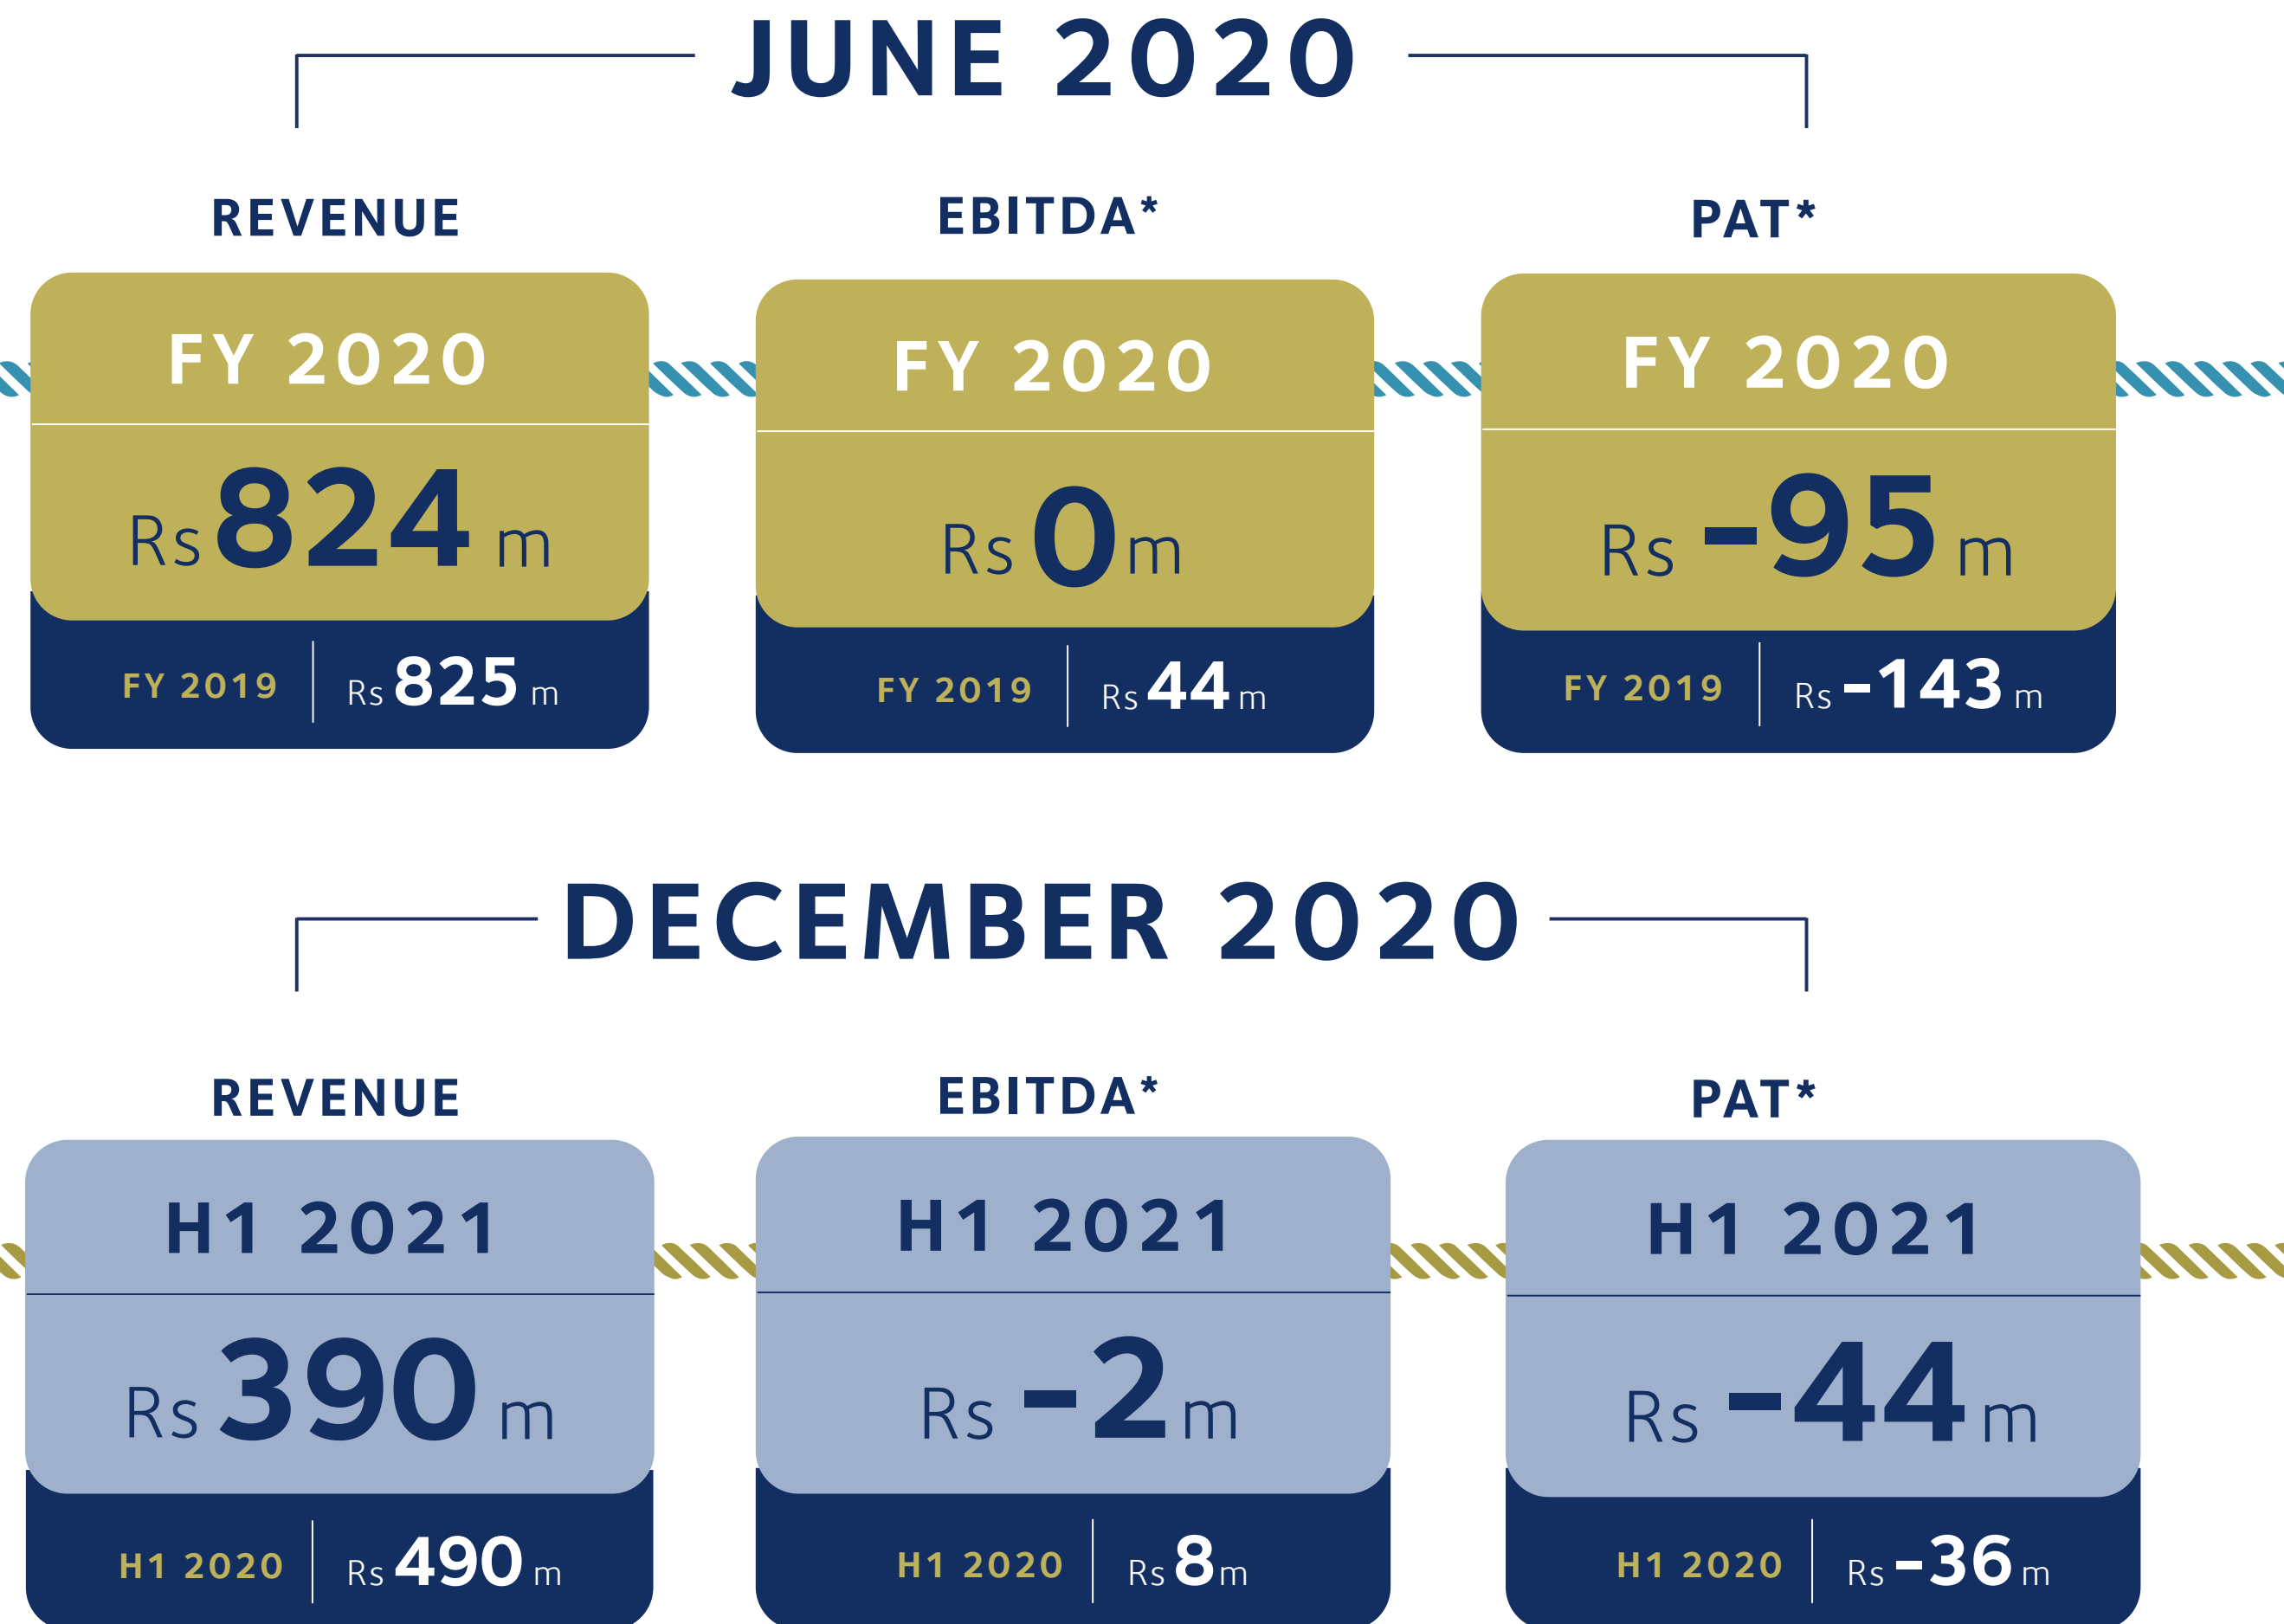 JUNE 2020
REVENUE
EBITDA*
PAT*
FY 2020
FY 2020
FY 2020
Rs 824 m
Rs 0 m
Rs -95 m
FY 2019 Rs 825 m
FY 2019 Rs 44 m
FY 2019 Rs -143 m
DECEMBER 2020
REVENUE
EBITDA*
PAT*
H1 2021
H1 2021
H1 2021
Rs 390 m
Rs -2 m
Rs -44 m
H1 2020 Rs 490 m
H1 2020 Rs 8 m
H1 2020 Rs -36 m